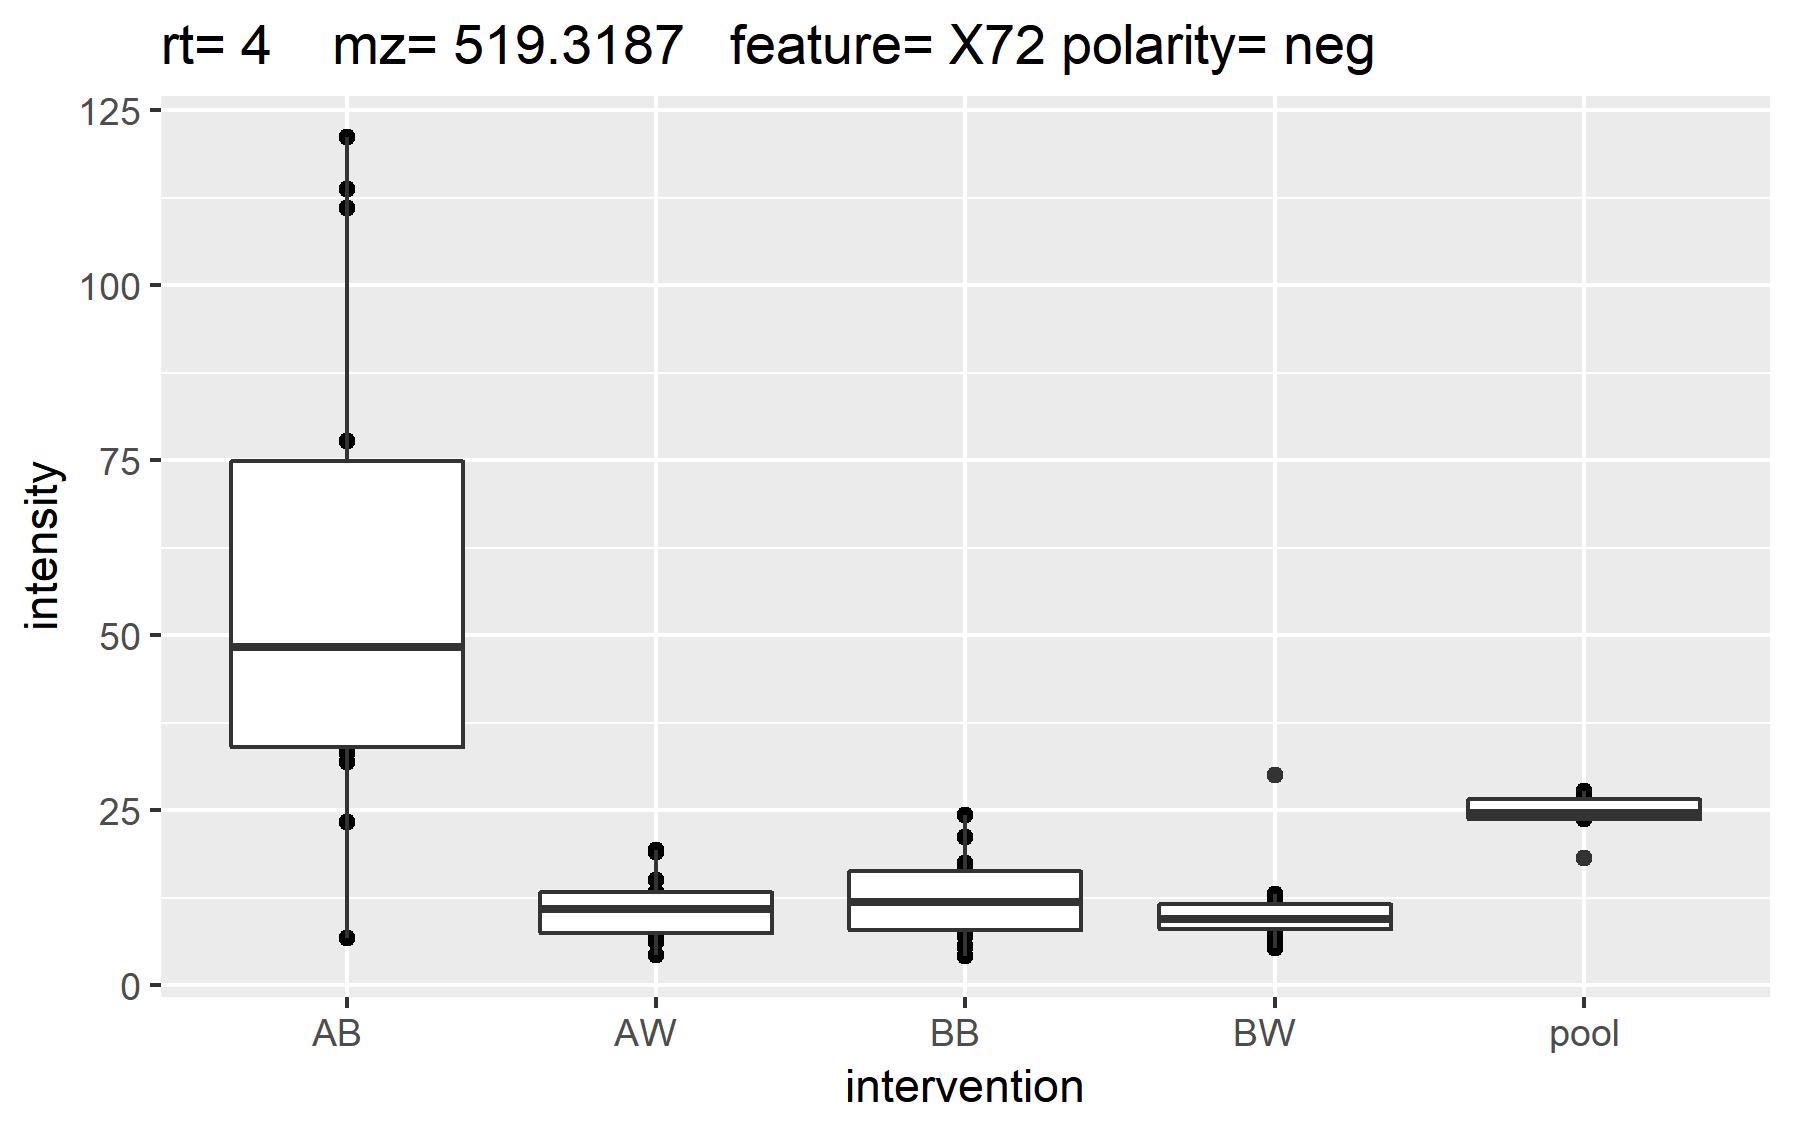 rt= 4    mz= 519.3187   feature= X72 polarity= neg
125
100
75
50
25
0
intensity
AB AW BB BW pool
intervention